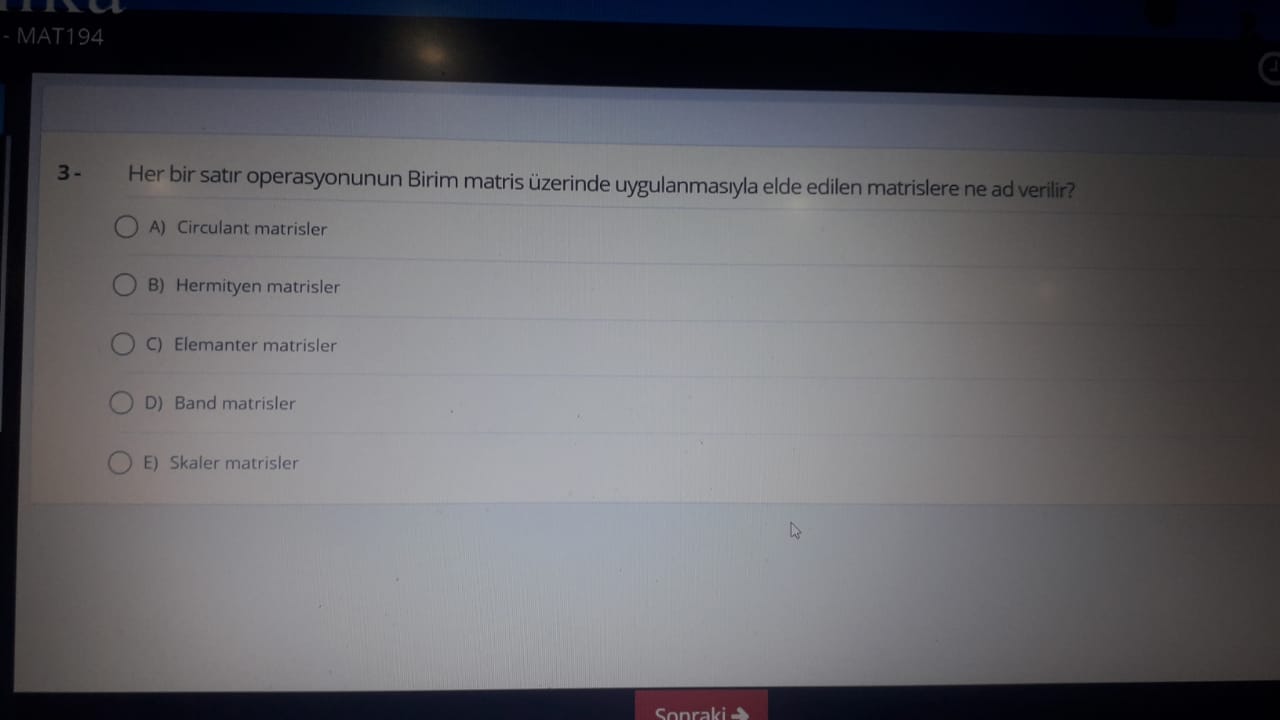 - MAT194
3 - Her bir satır operasyonunun Birim matris üzerinde uygulanmasıyla elde edilen matrislere ne ad verilir?
A) Circulant matrisler
B) Hermityen matrisler
C) Elemanter matrisler
D) Band matrisler
E) Skaler matrisler
Sonraki